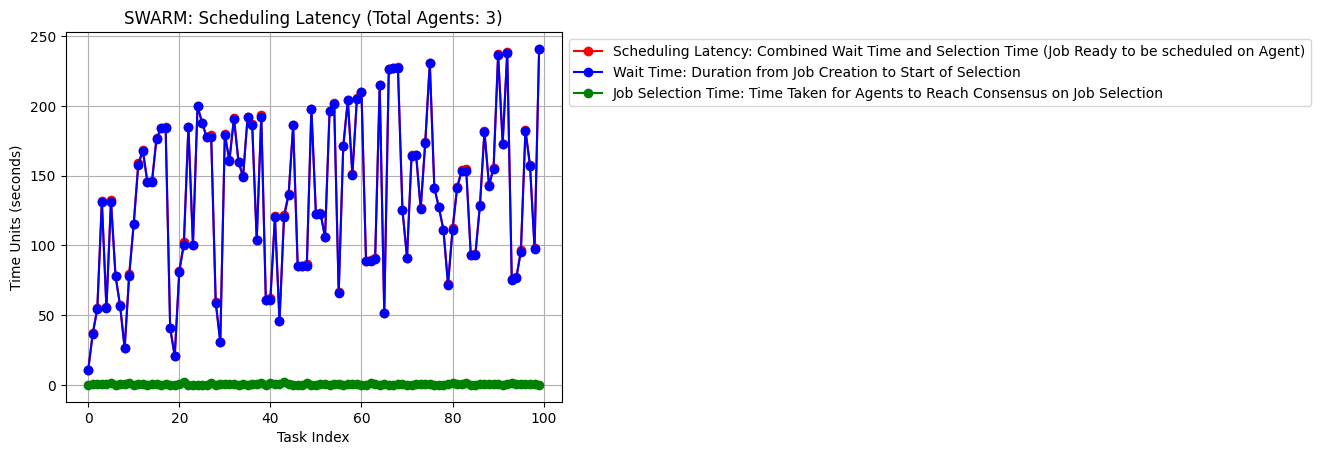 SWARM: Scheduling Latency (Total Agents: 3)
Scheduling Latency: Combined Wait Time and Selection Time (Job Ready to be scheduled on Agent)
Wait Time: Duration from Job Creation to Start of Selection
Job Selection Time: Time Taken for Agents to Reach Consensus on Job Selection
Time Units (seconds)
250
200
150
100
50
0
0 20 40 60 80 100
Task Index